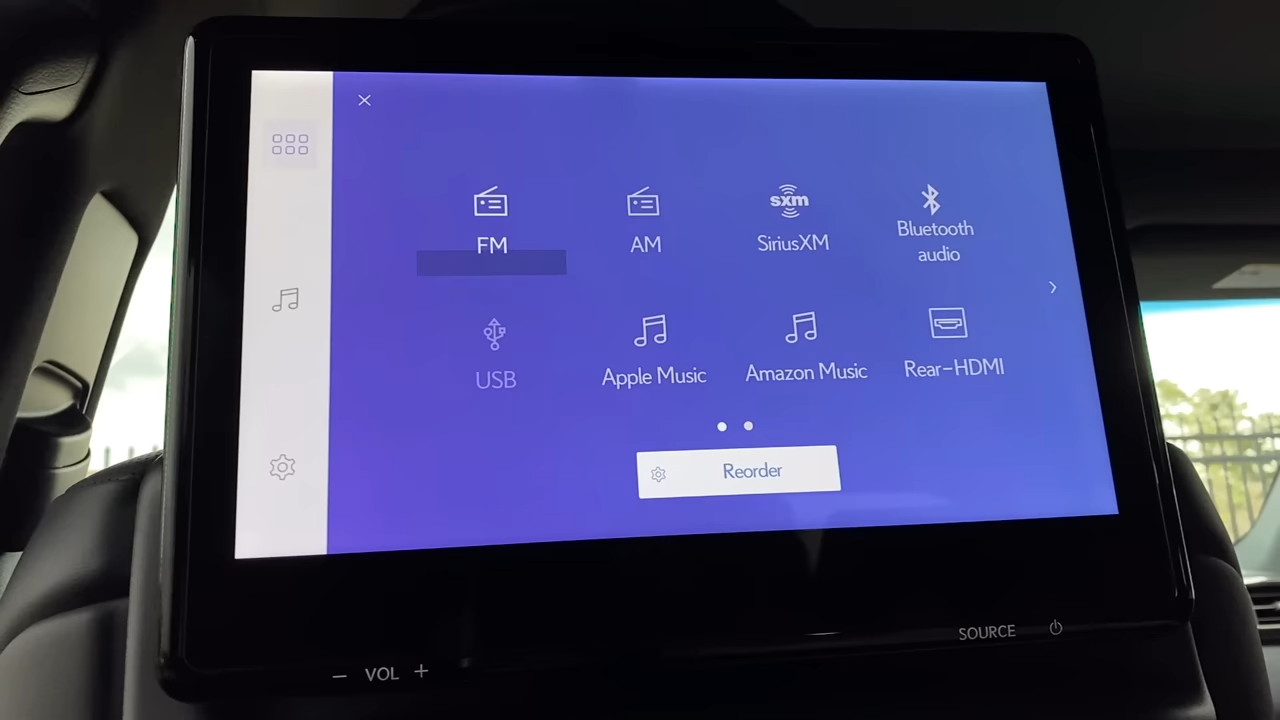 FM
AM
sxm
SiriusXM
Bluetooth
audio
USB
Apple Music
Amazon Music
Rear-HDMI
Reorder
SOURCE
– VOL +